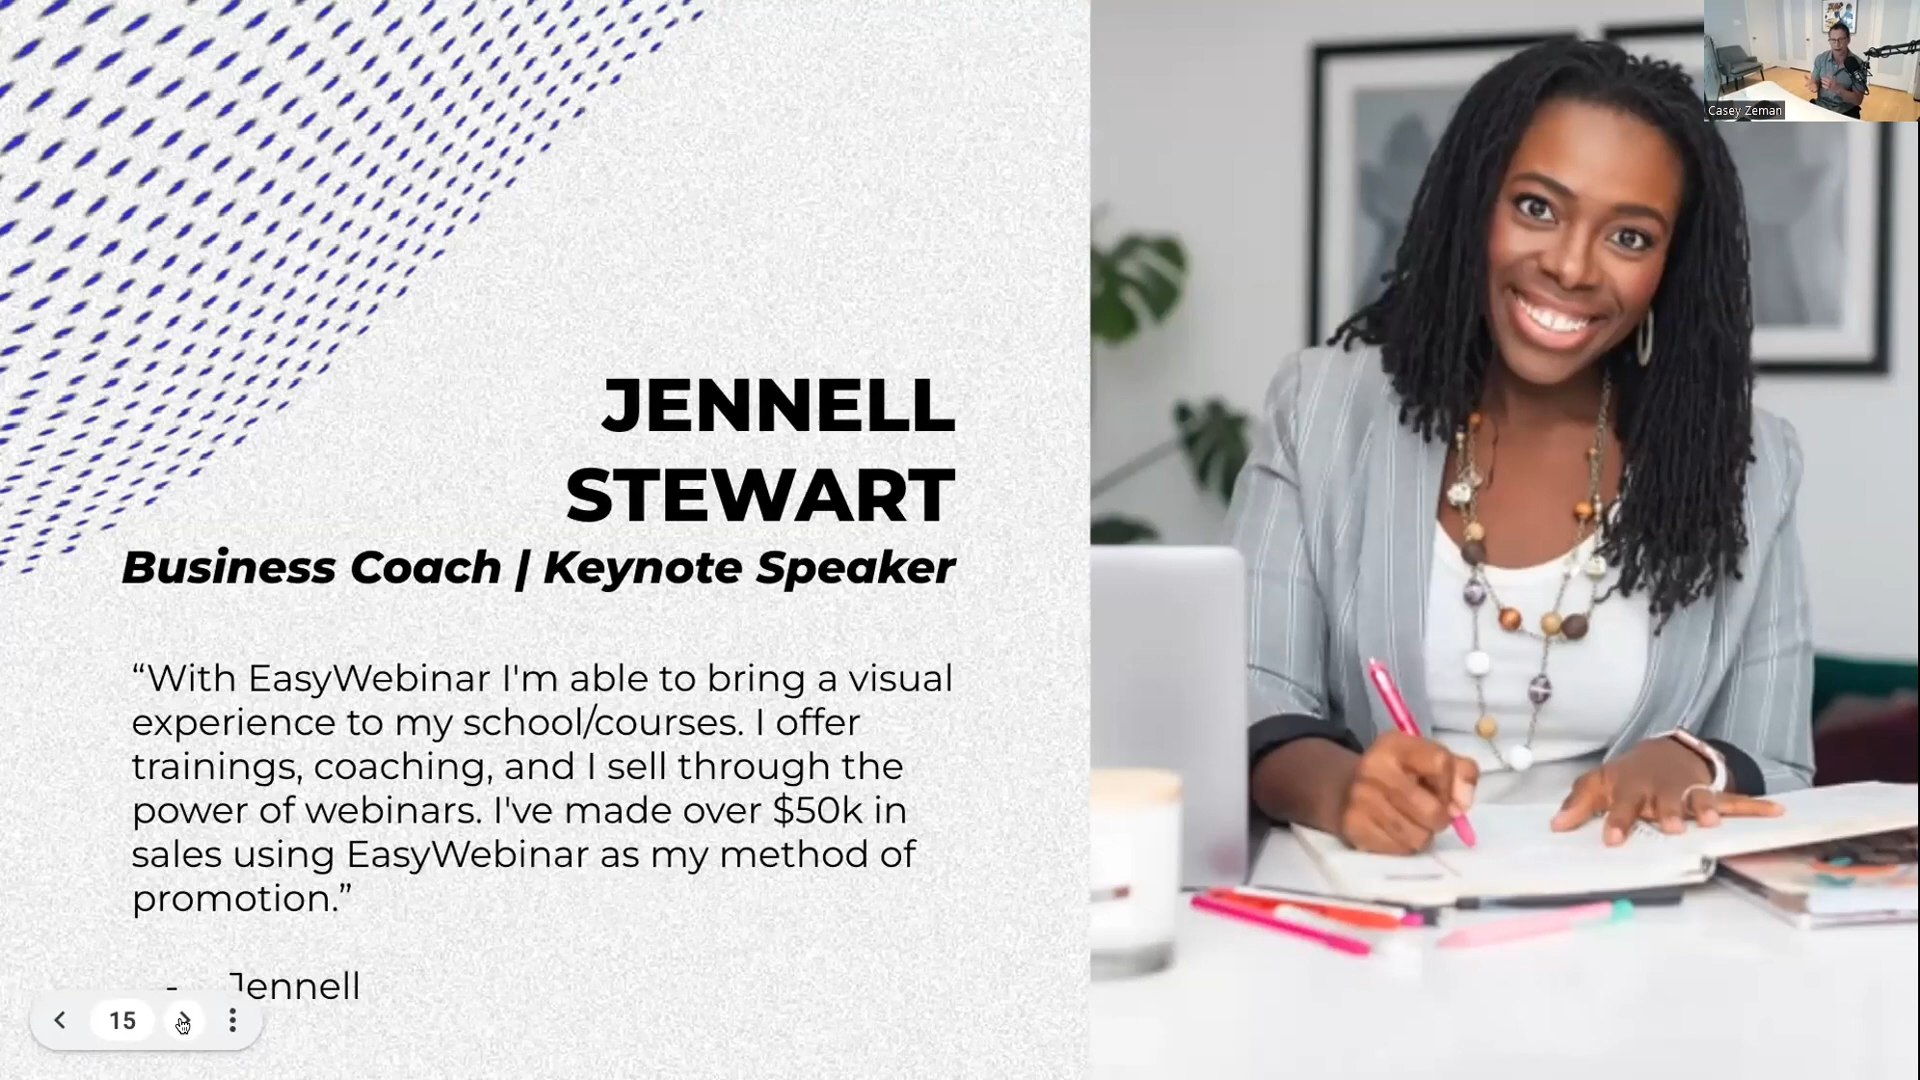 Casey Zeman
JENNELL
STEWART
Business Coach | Keynote Speaker
“With EasyWebinar I'm able to bring a visual
experience to my school/courses. I offer
trainings, coaching, and I sell through the
power of webinars. I've made over $50k in
sales using EasyWebinar as my method of
promotion.”
- Jennell
15